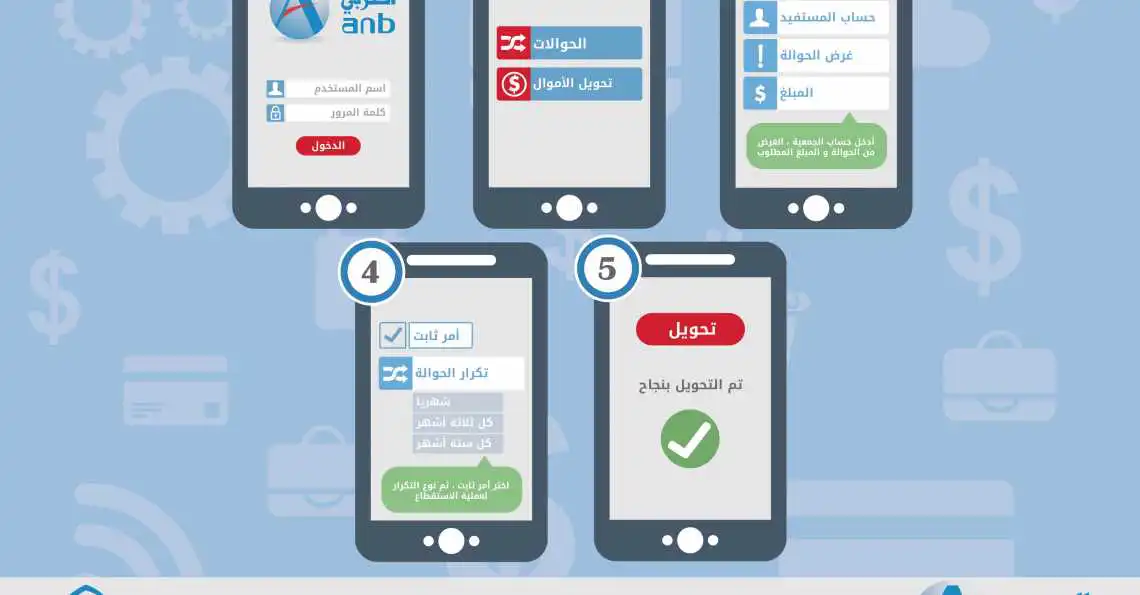 العربي
anb
اسم المستخدم
كلمة المرور
الدخول
الحوالات
تحويل الأموال
حساب المستفيد
غرض الحوالة
المبلغ
أدخل حساب الجمعية ، الغرض
من الحوالة و المبلغ المطلوب
4
أمر ثابت
تكرار الحوالة
شهريا
كل ثلاثة أشهر
كل ستة أشهر
اختر أمر ثابت ، ثم نوع التكرار
لعملية الاستقطاع
5
تحويل
تم التحويل بنجاح